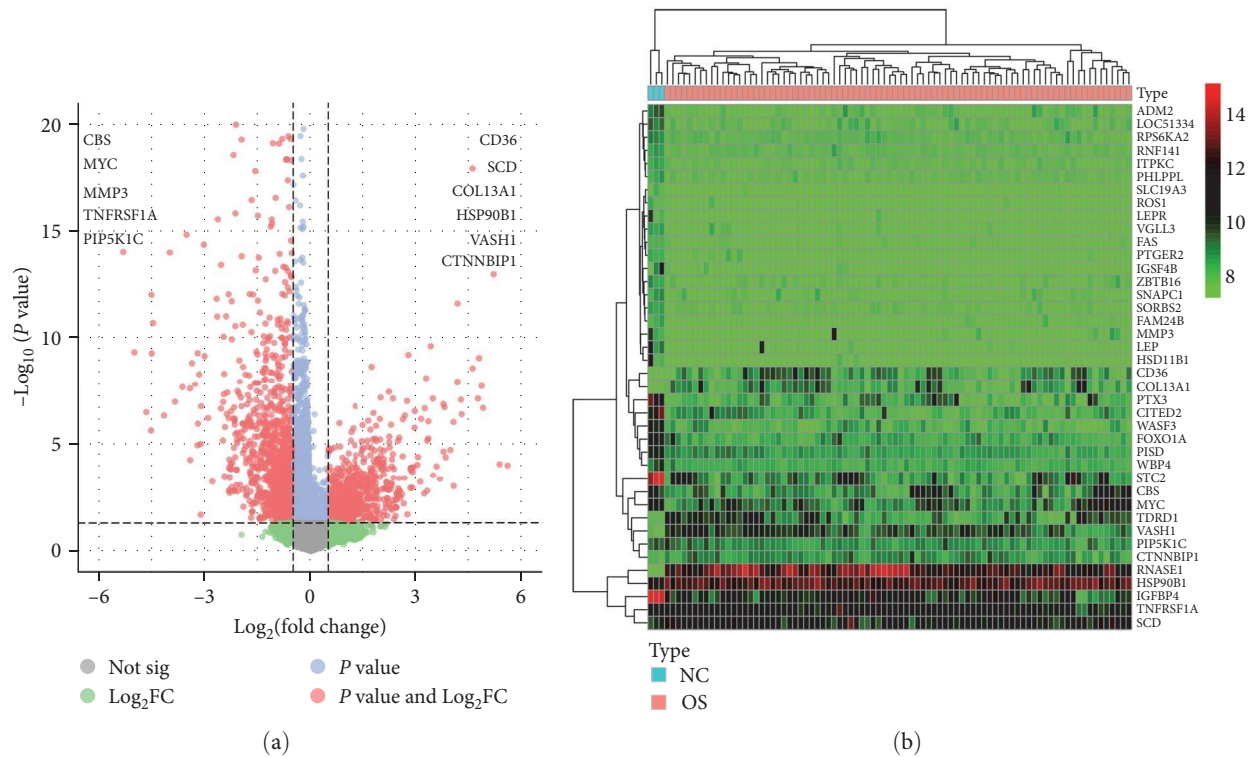 20
15
10
5
0
−Log10 (P value)
CBS
MYC
MMP3
TNFRSF1A
PIP5K1C
CD36
SCD
COL13A1
HSP90B1
VASH1
CTNNBIP1
−6 −3 0 3 6
Log2(fold change)
Not sig
P value
Log2FC
P value and Log2FC
(a)
Type
ADM2
LOC51334
RPS6KA2
RNF141
ITPKC
PHLPPL
SLC19A3
ROS1
LEPR
VGLL3
FAS
PTGER2
IGSF4B
ZBTB16
SNAPC1
SORBS2
FAM24B
MMP3
LEP
HSD11B1
CD36
COL13A1
PTX3
CITED2
WASF3
FOXO1A
PISD
WBP4
STC2
CBS
MYC
TDRD1
VASH1
PIP5K1C
CTNNBIP1
RNASE1
HSP90B1
IGFBP4
TNFRSF1A
SCD
14
12
10
8
Type
NC
OS
(b)